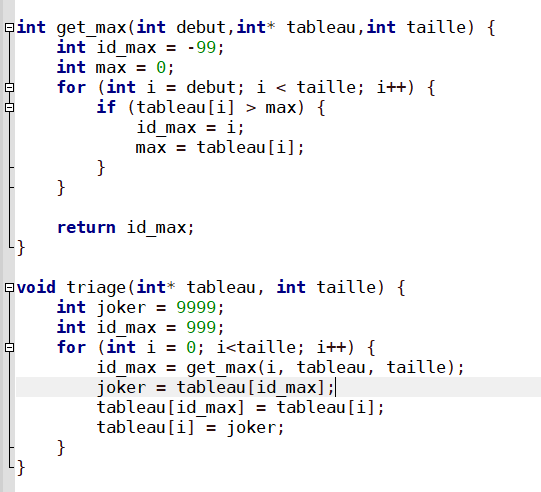 int get_max(int debut,int* tableau,int taille) {
    int id_max = -99;
    int max = 0;
    for (int i = debut; i < taille; i++) {
        if (tableau[i] > max) {
            id_max = i;
            max = tableau[i];
        }
    }

    return id_max;
}

void triage(int* tableau, int taille) {
    int joker = 9999;
    int id_max = 999;
    for (int i = 0; i<taille; i++) {
        id_max = get_max(i, tableau, taille);
        joker = tableau[id_max];
        tableau[id_max] = tableau[i];
        tableau[i] = joker;
    }
}